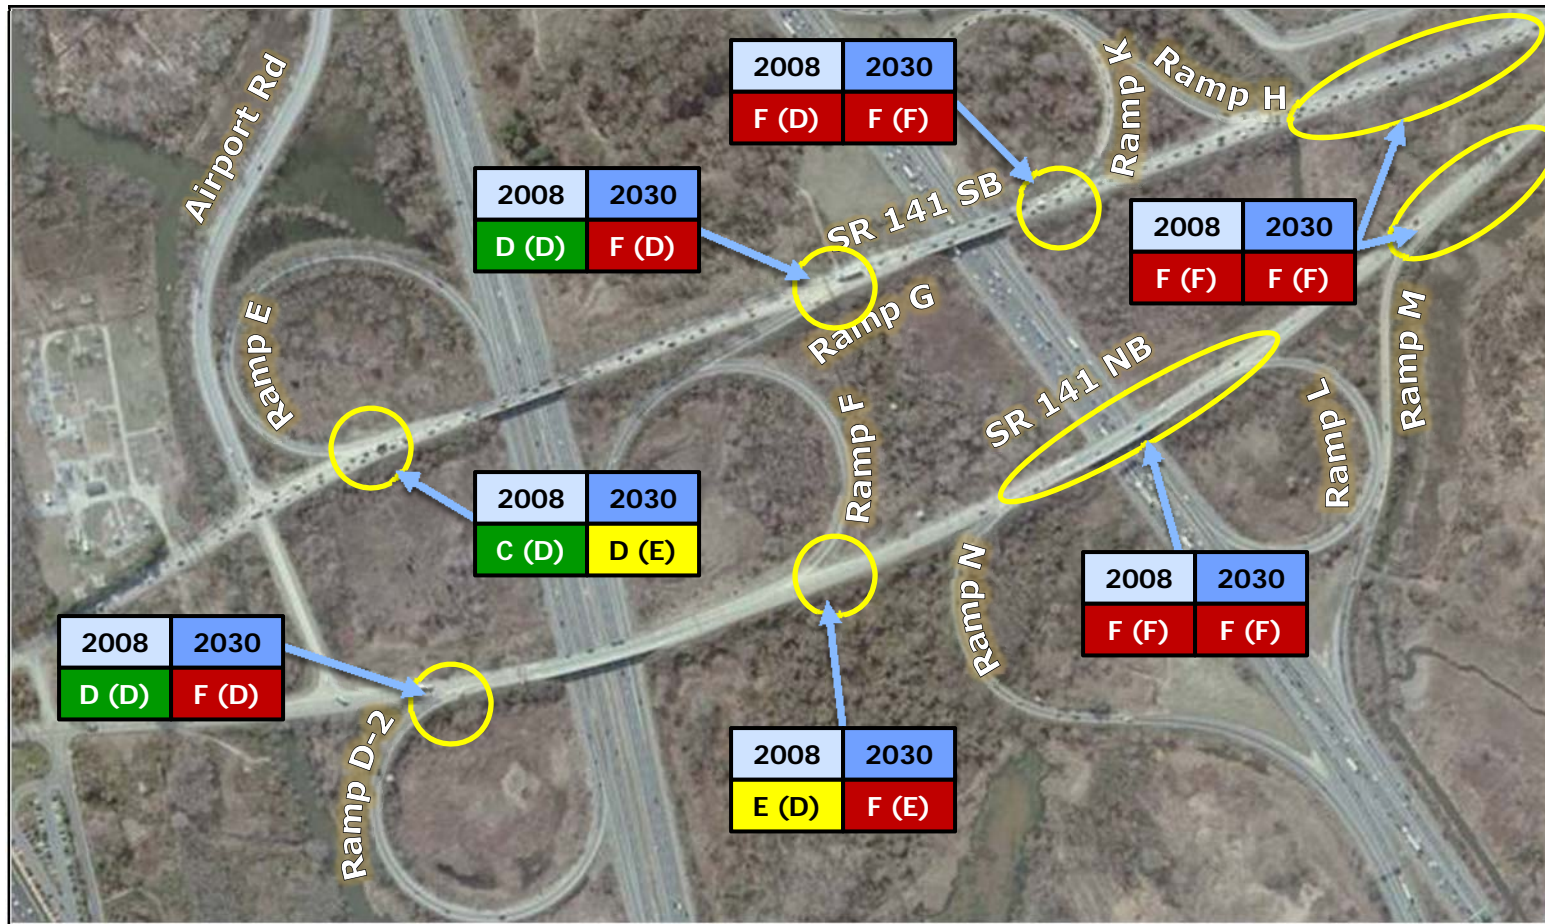 Airport Rd
2008 2030
F (D) F (F)
Ramp K
Ramp H
2008 2030
D (D) F (D)
SR 141 SB
2008 2030
F (F) F (F)
Ramp E
Ramp G
Ramp M
SR 141 NB
Ramp F
Ramp L
2008 2030
C (D) D (E)
Ramp N
2008 2030
F (F) F (F)
2008 2030
D (D) F (D)
Ramp D-2
2008 2030
E (D) F (E)